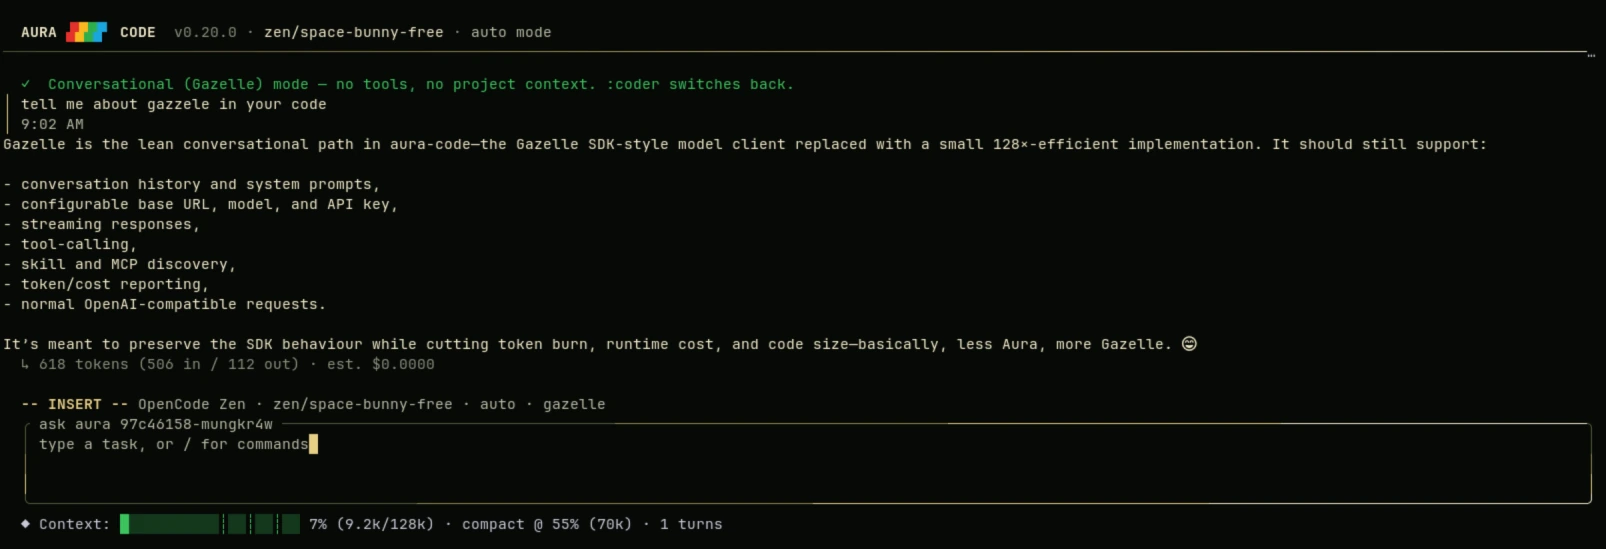 AURA CODE v0.20.0 · zen/space-bunny-free · auto mode
…
✓ Conversational (Gazelle) mode — no tools, no project context. :coder switches back.
tell me about gazzele in your code
9:02 AM
Gazelle is the lean conversational path in aura-code—the Gazelle SDK-style model client replaced with a small 128×-efficient implementation. It should still support:
- conversation history and system prompts,
- configurable base URL, model, and API key,
- streaming responses,
- tool-calling,
- skill and MCP discovery,
- token/cost reporting,
- normal OpenAI-compatible requests.
It's meant to preserve the SDK behaviour while cutting token burn, runtime cost, and code size—basically, less Aura, more Gazelle. 😄
↳ 618 tokens (506 in / 112 out) · est. $0.0000
-- INSERT -- OpenCode Zen · zen/space-bunny-free · auto · gazelle
ask aura 97c46158-mungkr4w
type a task, or / for commands
◆ Context: 7% (9.2k/128k) · compact @ 55% (70k) · 1 turns